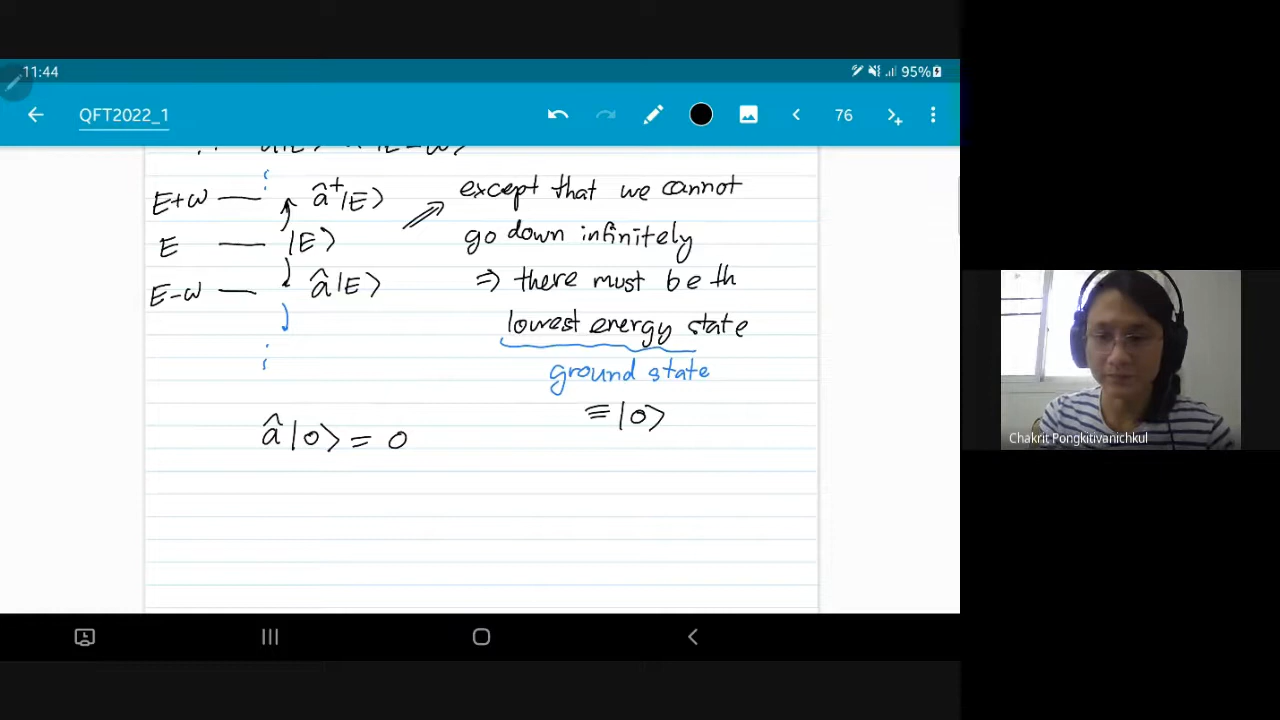 11:44
95%
QFT2022_1
76
E+ω â†|E⟩ except that we cannot
E |E⟩ go down infinitely
E-ω â|E⟩ ⇒ there must be th
lowest energy state
ground state
≡|0⟩
â|0⟩ = 0
Chakrit Pongkitivanichkul